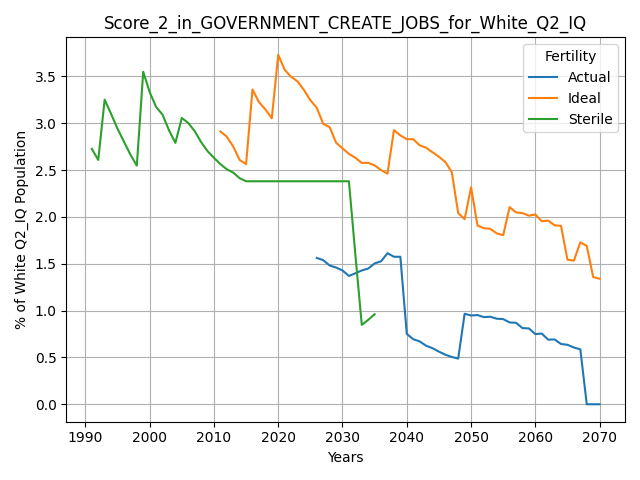 Score_2_in_GOVERNMENT_CREATE_JOBS_for_White_Q2_IQ
Fertility
Actual
Ideal
Sterile
% of White Q2_IQ Population
3.5
3.0
2.5
2.0
1.5
1.0
0.5
0.0
1990 2000 2010 2020 2030 2040 2050 2060 2070
Years